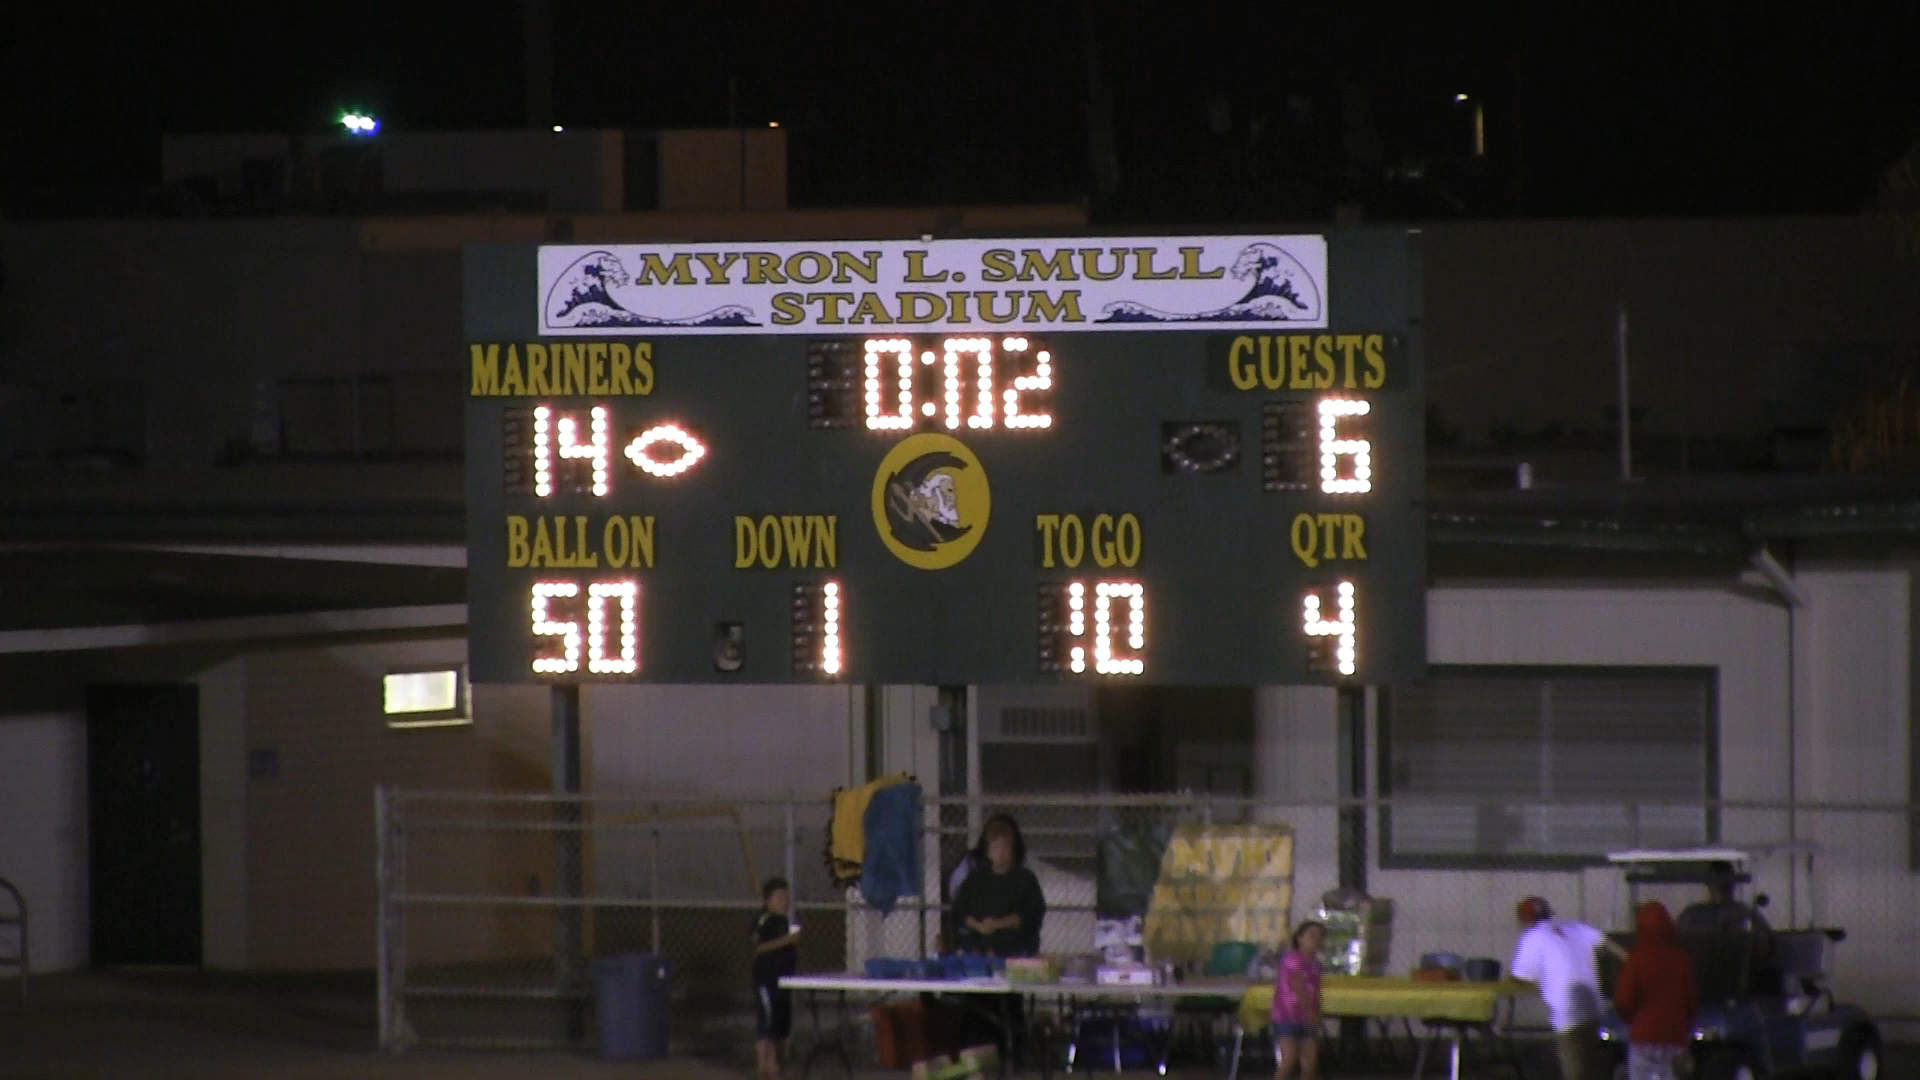 MYRON L. SMULL
STADIUM
MARINERS 0:02 GUESTS
14 6
BALL ON DOWN TO GO QTR
50 1 10 4